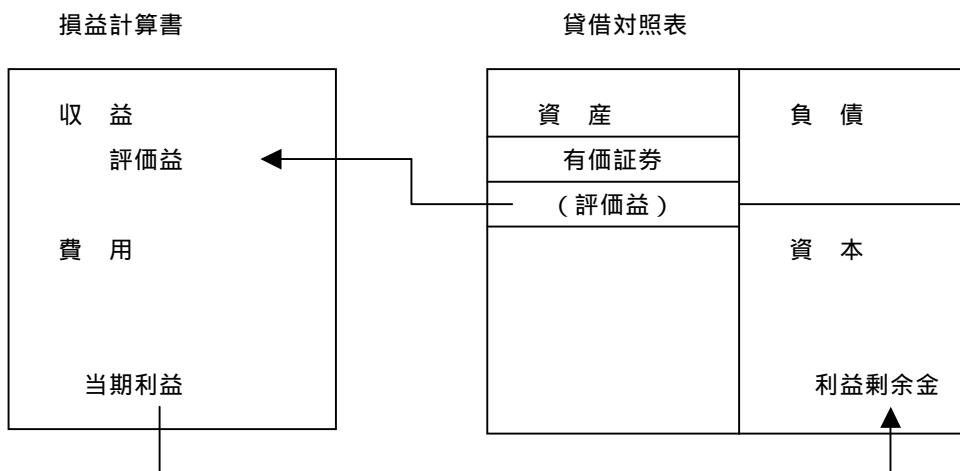 損益計算書
収　益
評価益
費　用
当期利益
貸借対照表
資　産
有価証券
（評価益）
負　債
資　本
利益剰余金